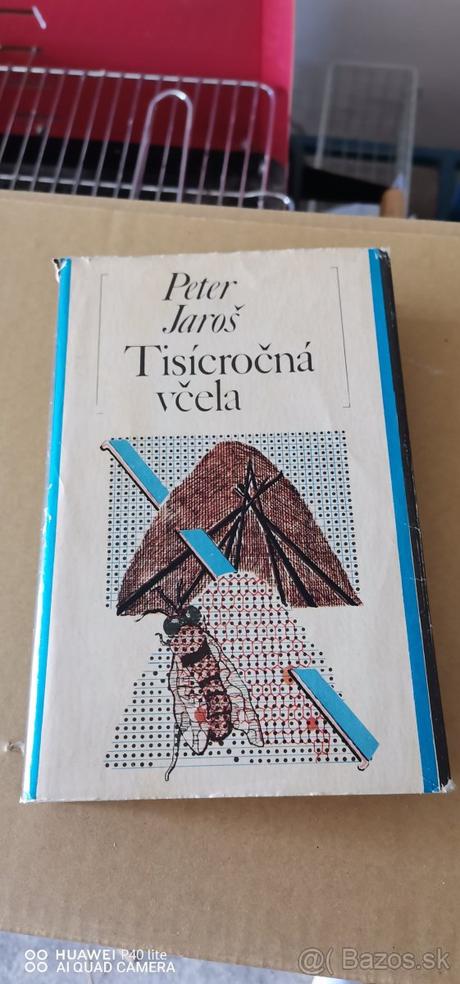 Peter
Jaroš
Tisícročná
včela
HUAWEI P40 lite
AI QUAD CAMERA
@( Bazos.sk